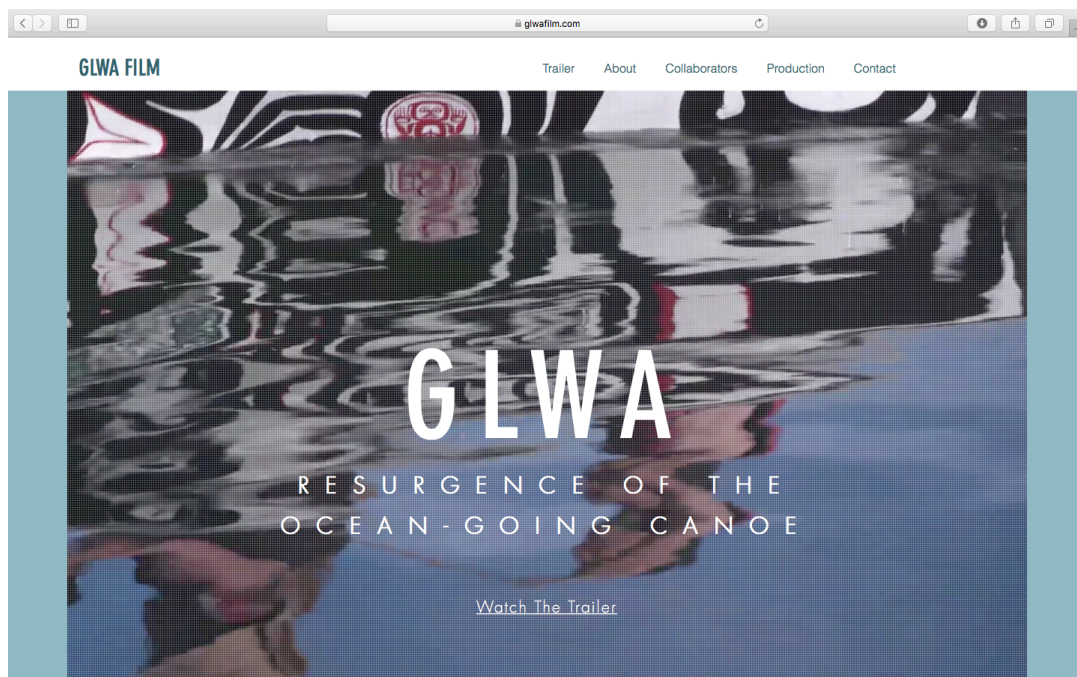 glwafilm.com
GLWA FILM
Trailer About Collaborators Production Contact
GLWA
RESURGENCE OF THE
OCEAN-GOING CANOE
Watch The Trailer